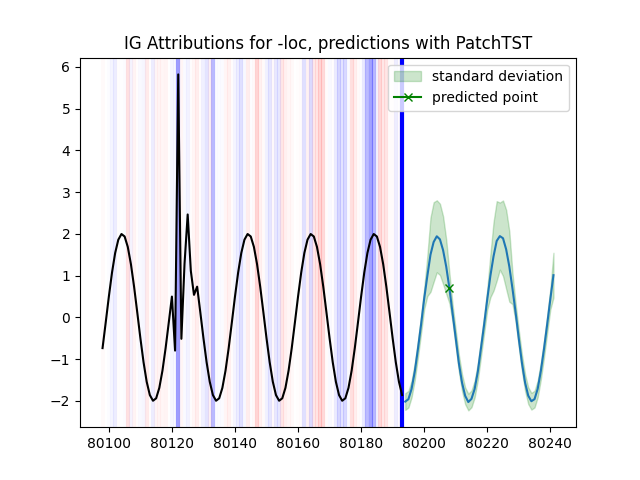 IG Attributions for -loc, predictions with PatchTST
standard deviation
predicted point
6
5
4
3
2
1
0
−1
−2
80100 80120 80140 80160 80180 80200 80220 80240